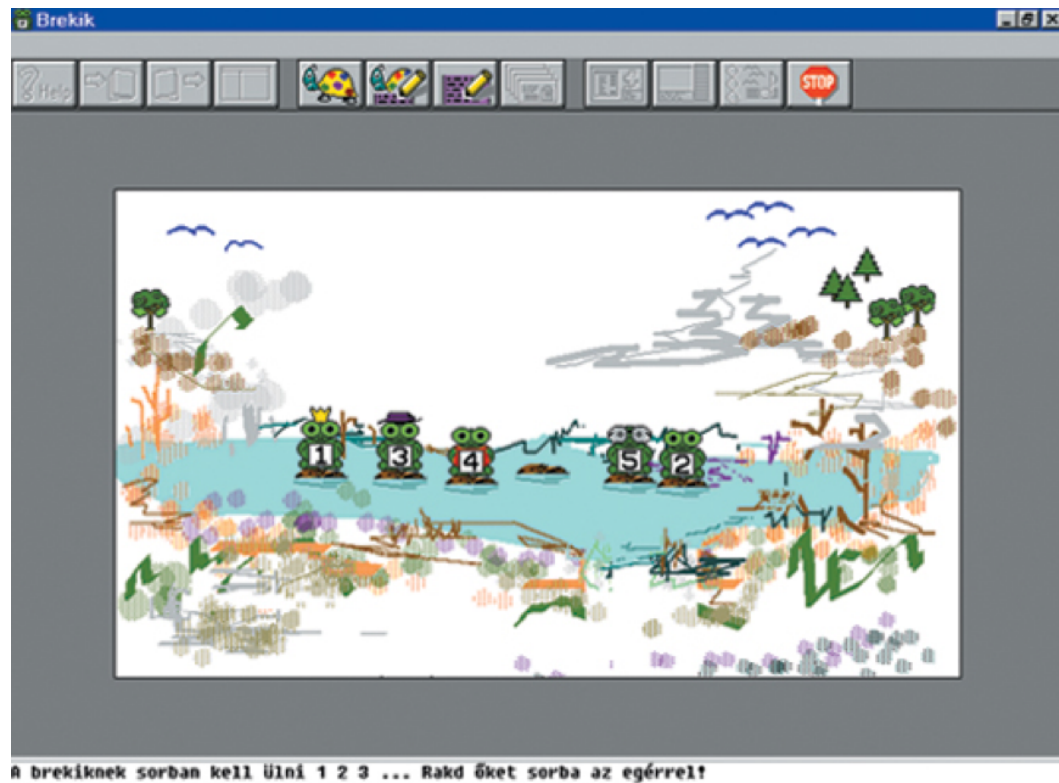 Brekik
Help
STOP
1 3 4 5 2
A brekiknek sorban kell ülni 1 2 3 ... Rakd őket sorba az egérrel!